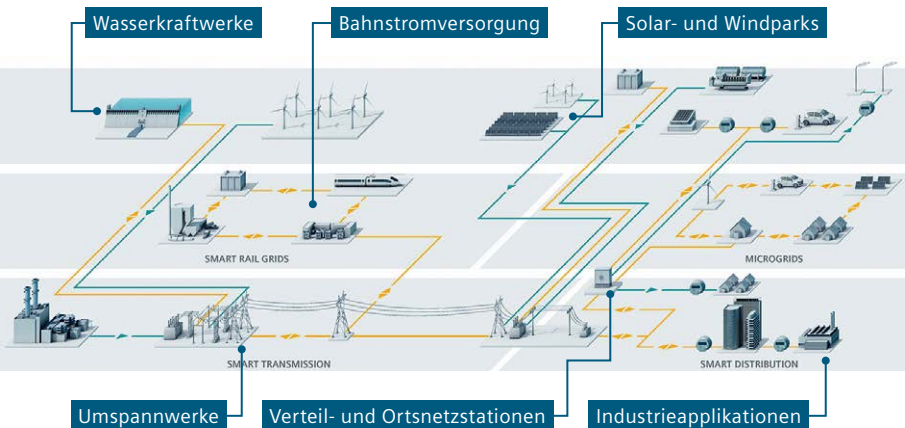 Wasserkraftwerke
Bahnstromversorgung
Solar- und Windparks
SMART RAIL GRIDS
MICROGRIDS
SMART TRANSMISSION
SMART DISTRIBUTION
Umspannwerke
Verteil- und Ortsnetzstationen
Industrieapplikationen